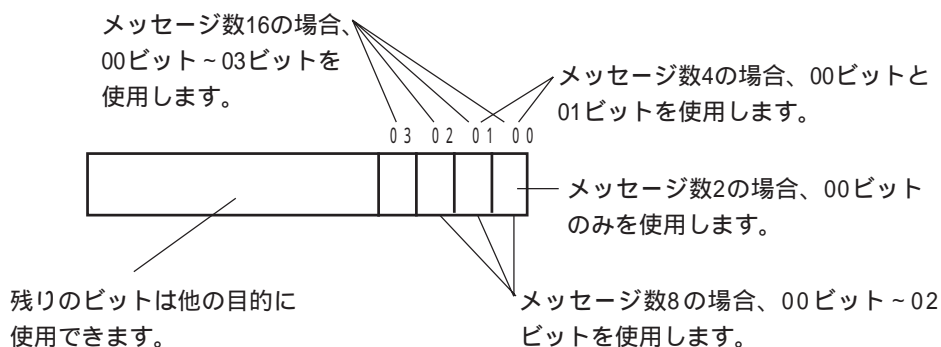 メッセージ数16の場合、
00ビット~03ビットを
使用します。
メッセージ数4の場合、00ビットと
01ビットを使用します。
03 02 01 00
メッセージ数2の場合、00ビット
のみを使用します。
残りのビットは他の目的に
使用できます。
メッセージ数8の場合、00ビット~02
ビットを使用します。